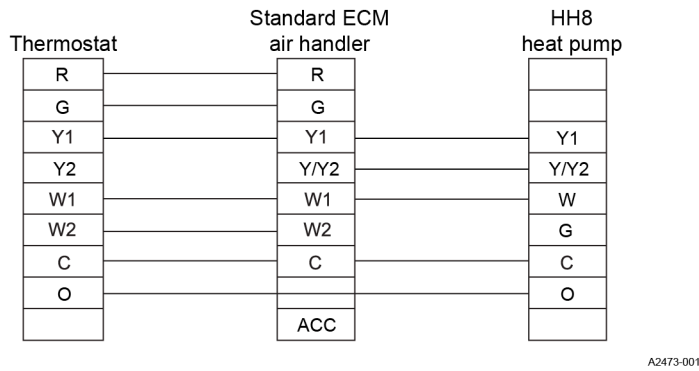 Standard ECM HH8
Thermostat air handler heat pump
R R
G G
Y1 Y1 Y1
Y2 Y/Y2 Y/Y2
W1 W1 W
W2 W2 G
C C C
O O
ACC
A2473-001